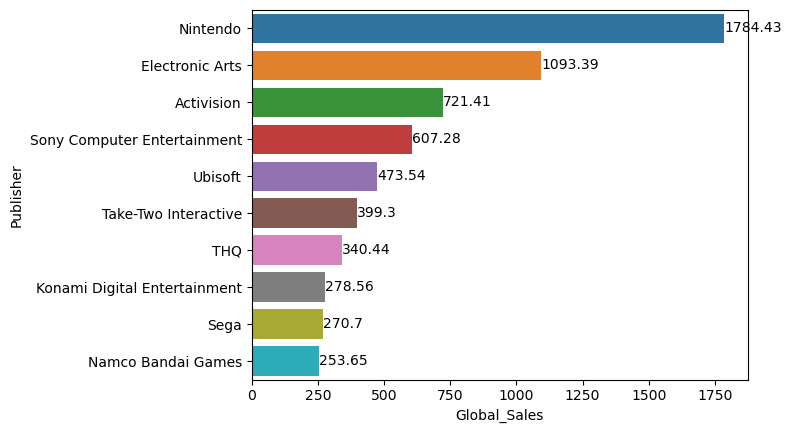 Nintendo 1784.43
Electronic Arts 1093.39
Activision 721.41
Sony Computer Entertainment 607.28
Ubisoft 473.54
Take-Two Interactive 399.3
THQ 340.44
Konami Digital Entertainment 278.56
Sega 270.7
Namco Bandai Games 253.65
Publisher
0 250 500 750 1000 1250 1500 1750
Global_Sales